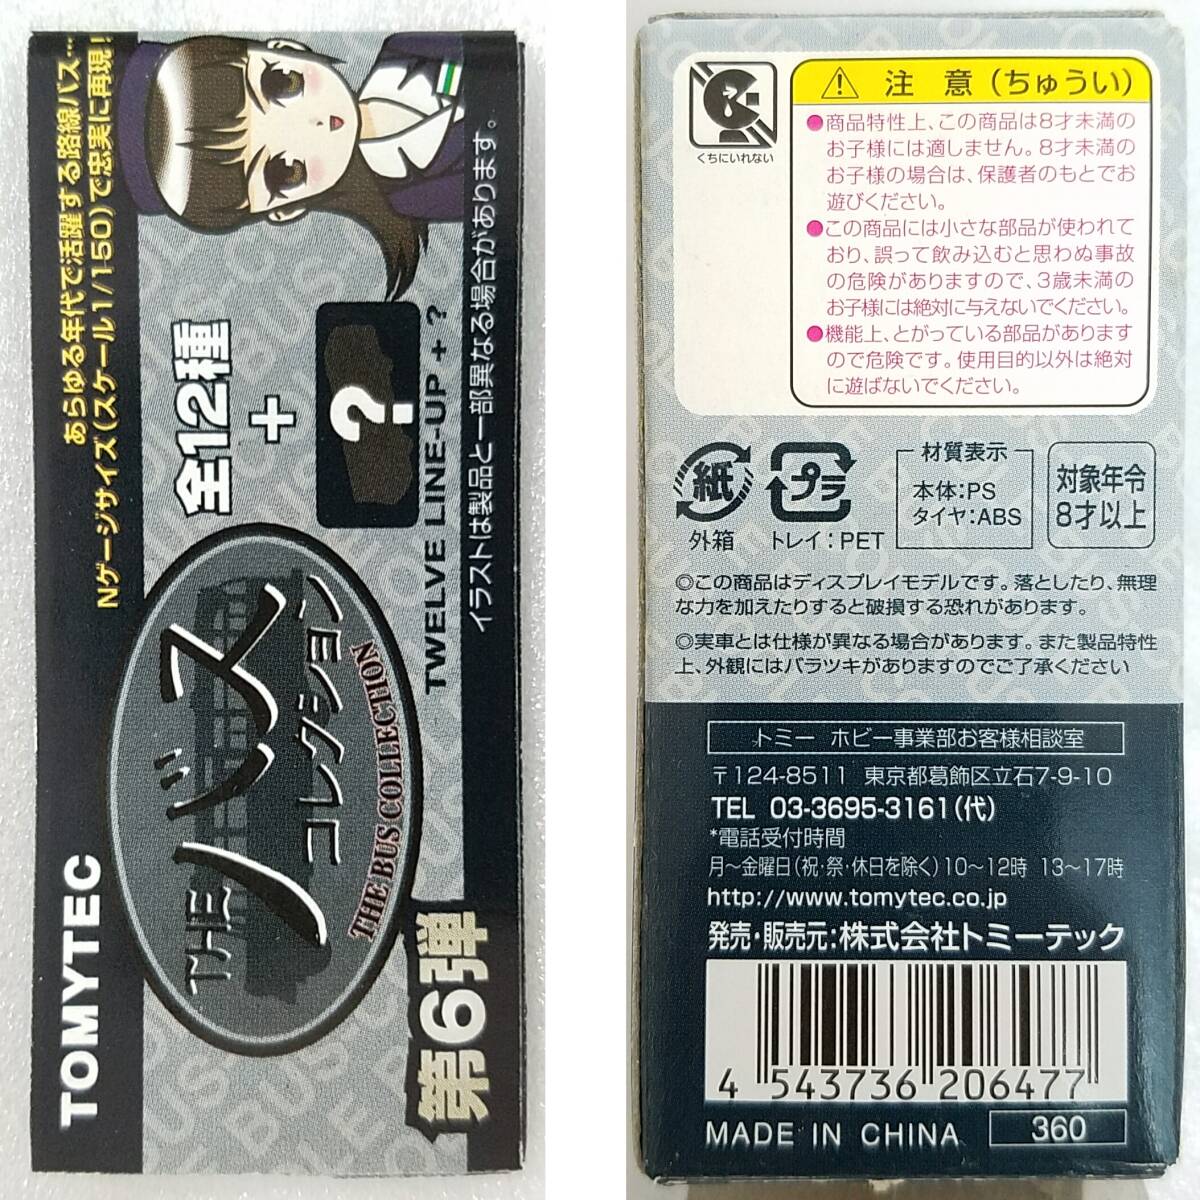 TOMYTEC
あらゆる年代で活躍する路線バス…
Nゲージサイズ(スケール1/150)で忠実に再現!
THE バス
コレクション
THE BUS COLLECTION
全12種
+
?
TWELVE LINE-UP + ?
第6弾
イラストは製品と一部異なる場合があります。
くちにいれない
注 意(ちゅうい)
●商品特性上、この商品は8才未満の
お子様には適しません。8才未満の
お子様の場合は、保護者のもとでお
遊びください。
●この商品には小さな部品が使われて
おり、誤って飲み込むと思わぬ事故
の危険がありますので、3歳未満の
お子様には絶対に与えないでください。
●機能上、とがっている部品があります
ので危険です。使用目的以外は絶対
に遊ばないでください。
紙
外箱
プラ
トレイ:PET
材質表示
本体:PS
タイヤ:ABS
対象年令
8才以上
◎この商品はディスプレイモデルです。落としたり、無理
な力を加えたりすると破損する恐れがあります。
◎実車とは仕様が異なる場合があります。また製品特性
上、外観にはバラツキがありますのでご了承ください
トミー ホビー事業部お客様相談室
〒124-8511 東京都葛飾区立石7-9-10
TEL 03-3695-3161(代)
*電話受付時間
月〜金曜日(祝・祭・休日を除く)10〜12時 13〜17時
http://www.tomytec.co.jp
発売・販売元:株式会社トミーテック
4 543736 206477
MADE IN CHINA
360